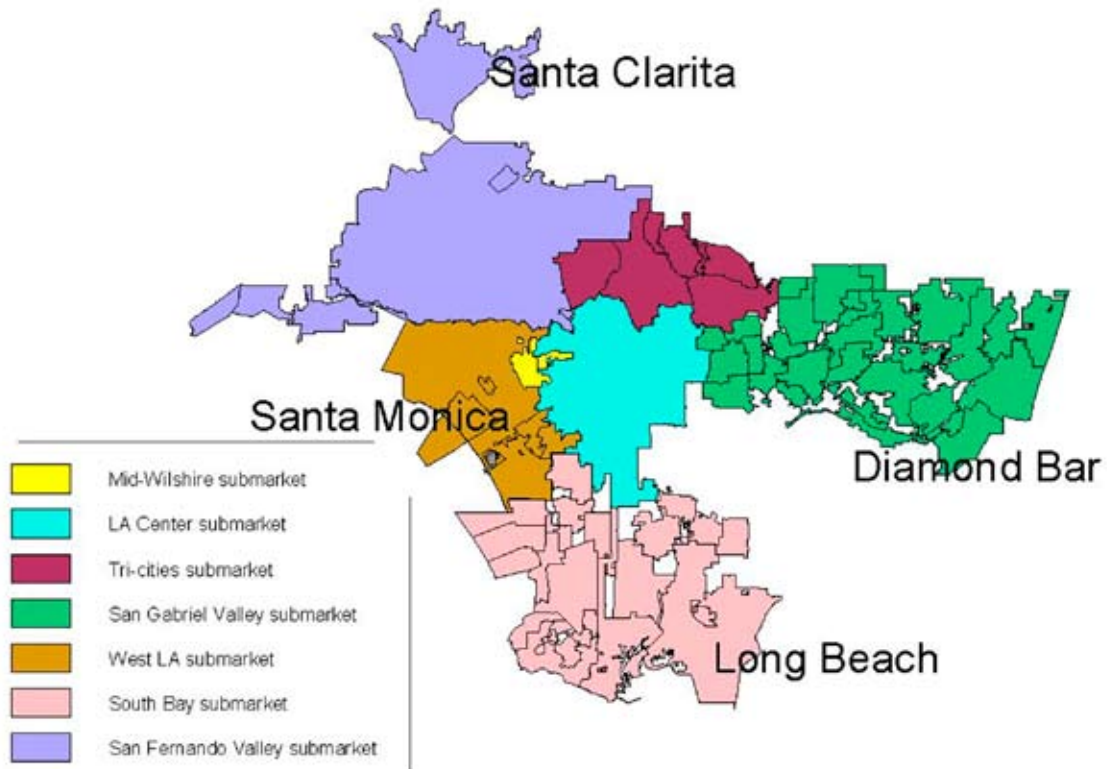 Santa Clarita
Santa Monica
Diamond Bar
Long Beach
Mid-Wilshire submarket
LA Center submarket
Tri-cities submarket
San Gabriel Valley submarket
West LA submarket
South Bay submarket
San Fernando Valley submarket